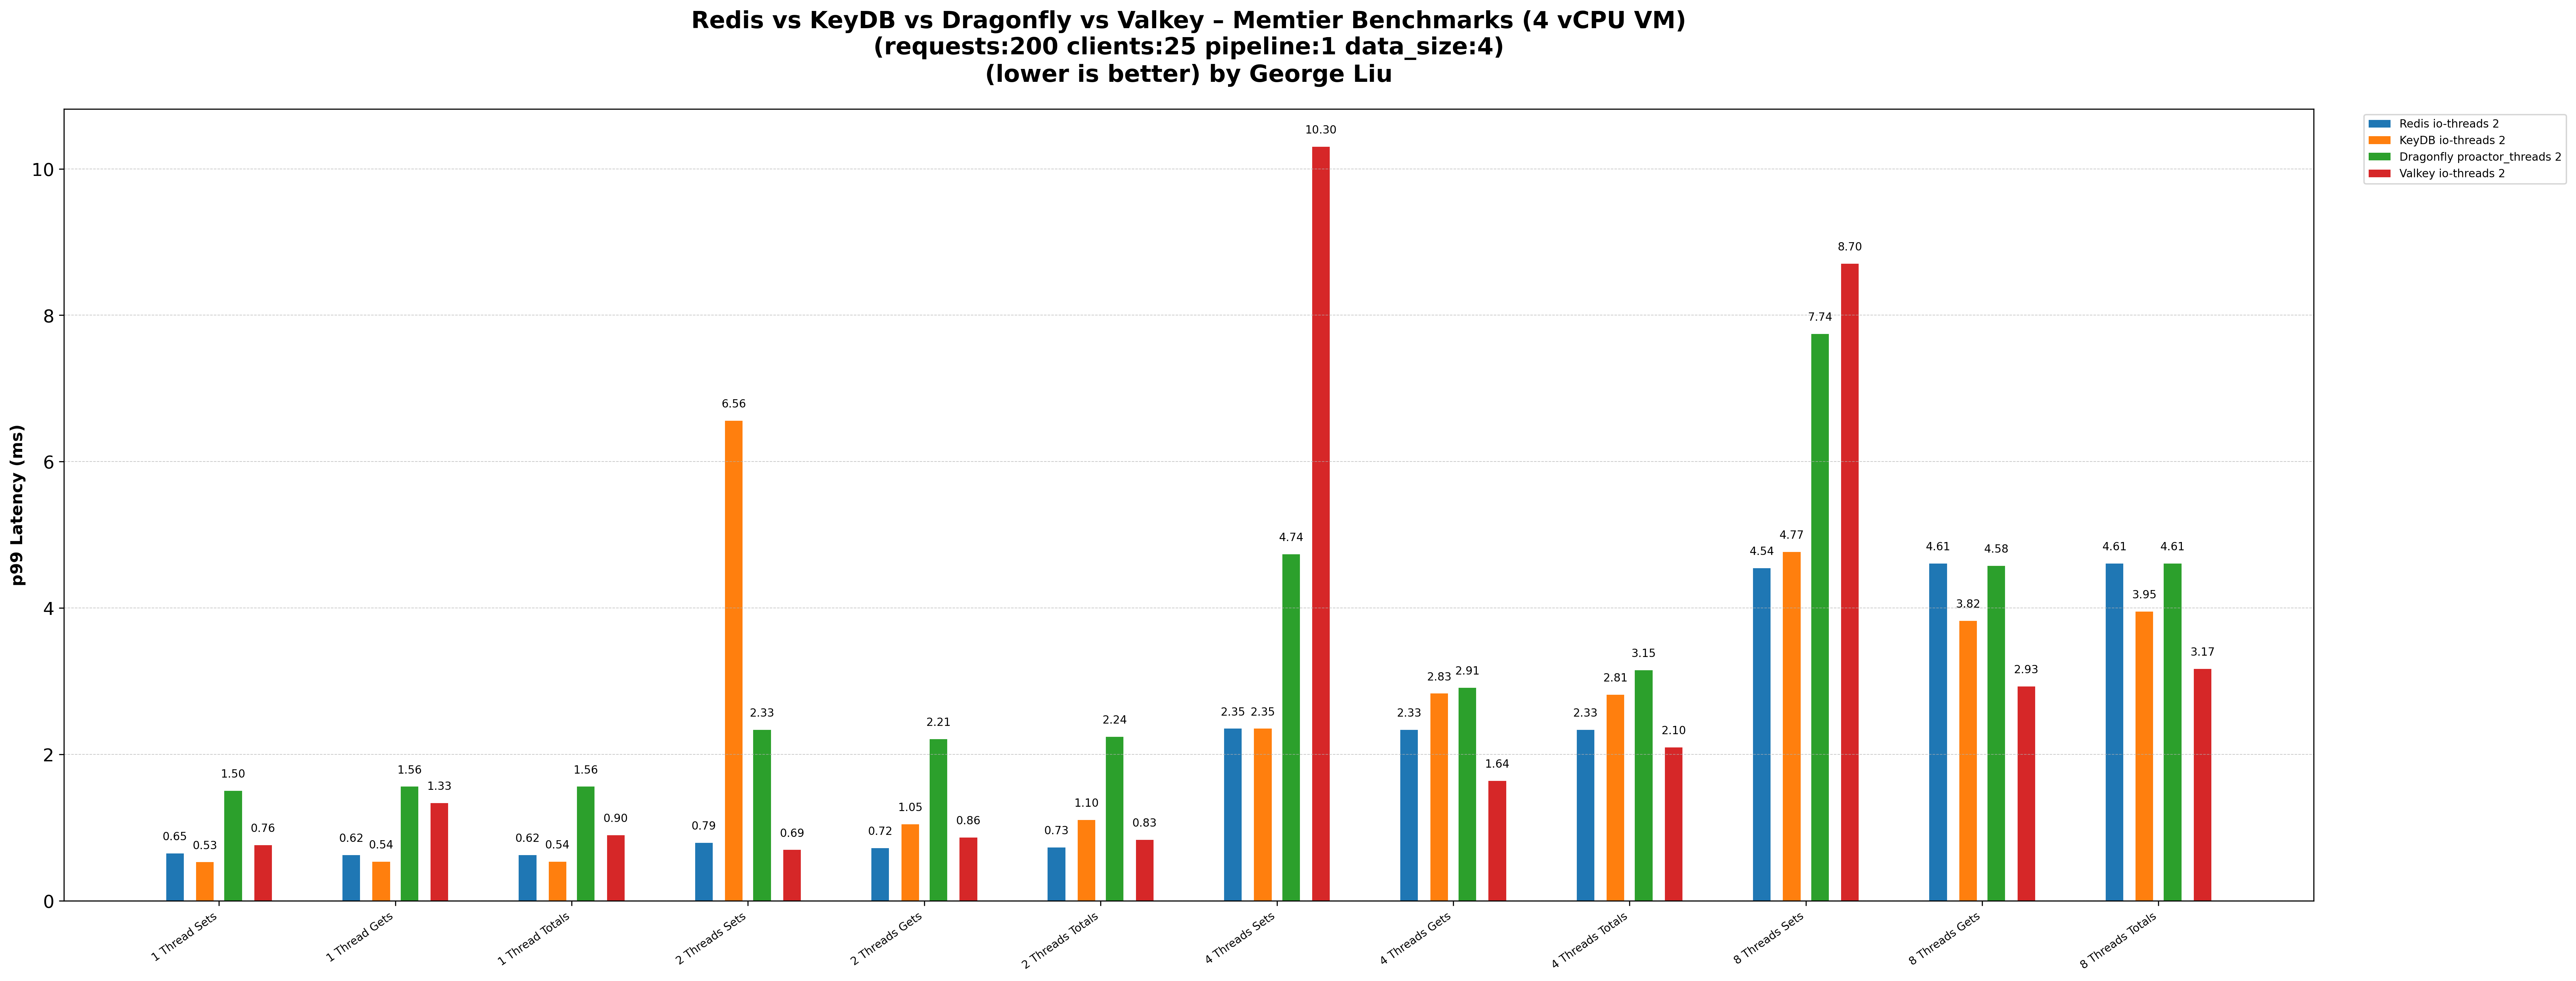 Redis vs KeyDB vs Dragonfly vs Valkey – Memtier Benchmarks (4 vCPU VM)
(requests:200 clients:25 pipeline:1 data_size:4)
(lower is better) by George Liu
Redis io-threads 2
KeyDB io-threads 2
Dragonfly proactor_threads 2
Valkey io-threads 2
p99 Latency (ms)
10
8
6
4
2
0
0.65 0.53 1.50 0.76
0.62 0.54 1.56 1.33
0.62 0.54 1.56 0.90
0.79 6.56 2.33 0.69
0.72 1.05 2.21 0.86
0.73 1.10 2.24 0.83
2.35 2.35 4.74 10.30
2.33 2.83 2.91 1.64
2.33 2.81 3.15 2.10
4.54 4.77 7.74 8.70
4.61 3.82 4.58 2.93
4.61 3.95 4.61 3.17
1 Thread Sets
1 Thread Gets
1 Thread Totals
2 Threads Sets
2 Threads Gets
2 Threads Totals
4 Threads Sets
4 Threads Gets
4 Threads Totals
8 Threads Sets
8 Threads Gets
8 Threads Totals